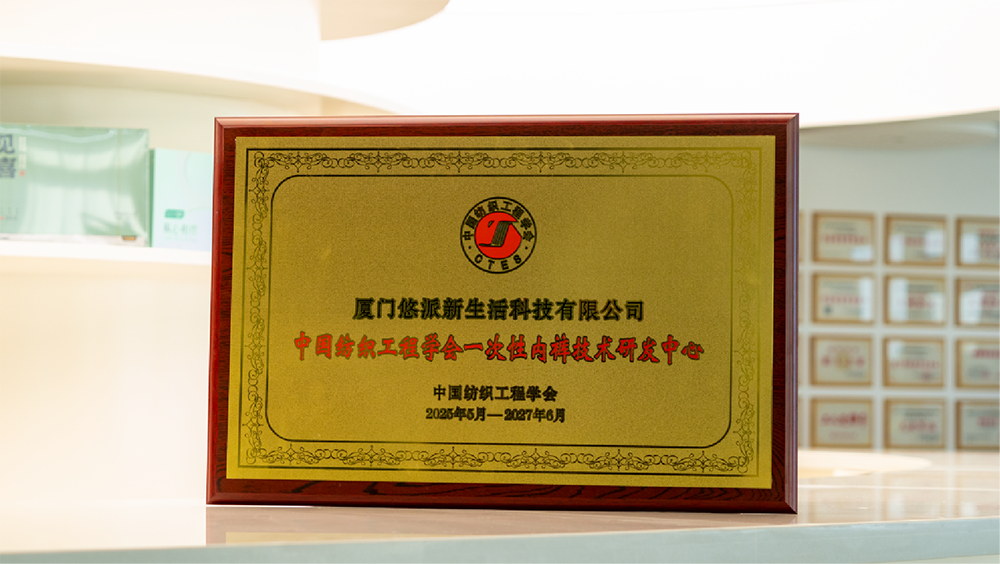 中国纺织工程学会
CTES
厦门悠派新生活科技有限公司
中国纺织工程学会一次性内裤技术研发中心
中国纺织工程学会
2025年5月—2027年6月